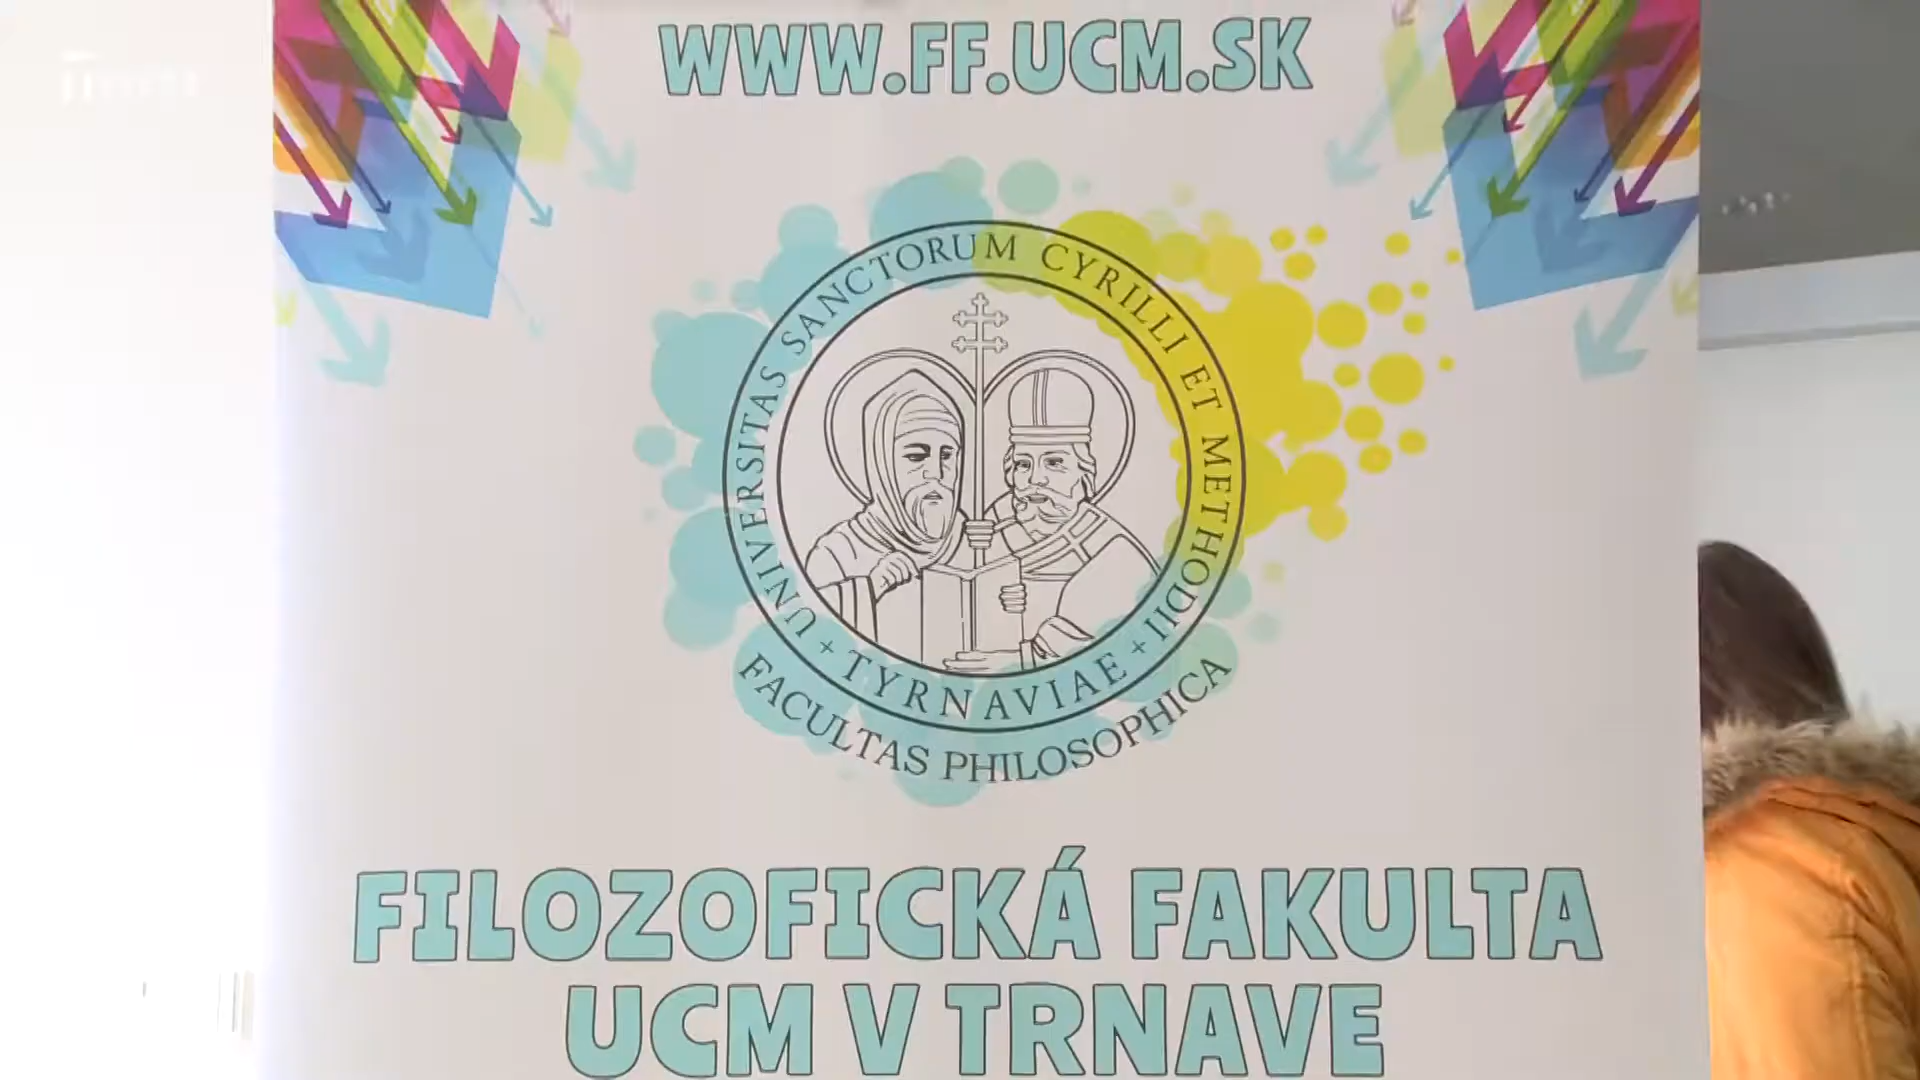 WWW.FF.UCM.SK
UNIVERSITAS SANCTORUM CYRILLI ET METHODII
+ TYRNAVIAE +
FACULTAS PHILOSOPHICA
FILOZOFICKÁ FAKULTA
UCM V TRNAVE